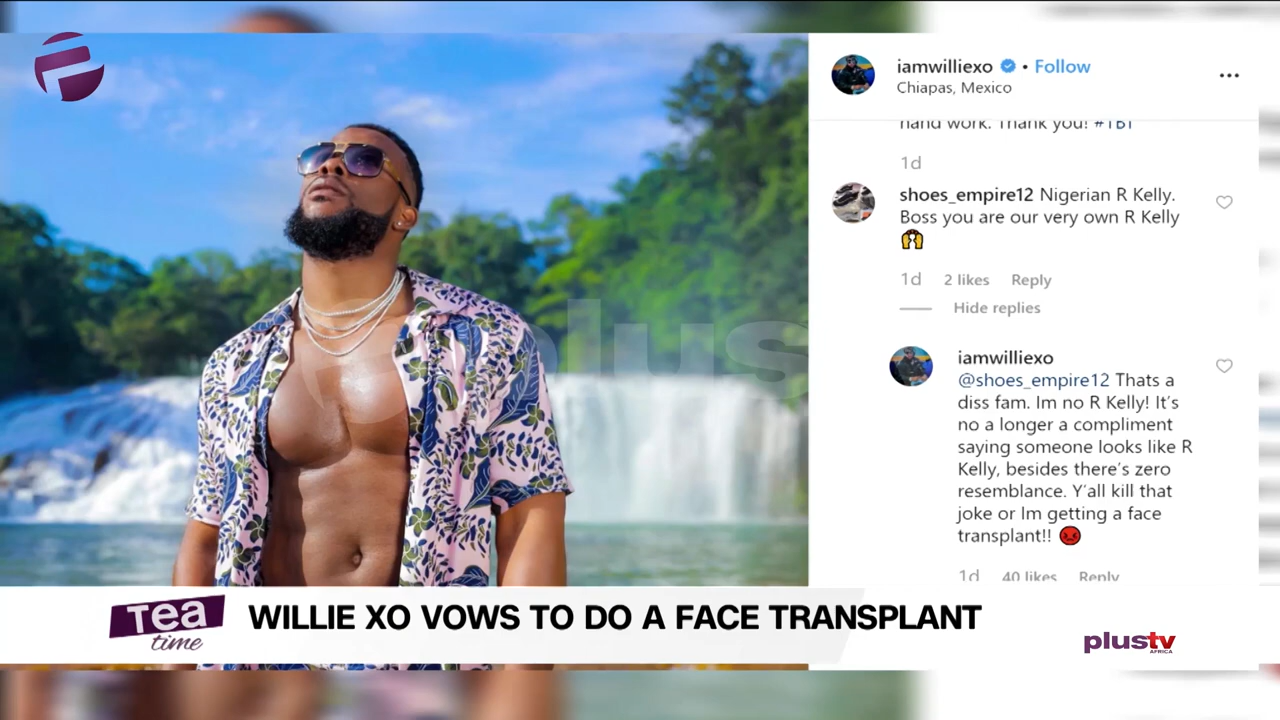 iamwilliexo • Follow
Chiapas, Mexico
hand work. Thank you! #TBT
1d
shoes_empire12 Nigerian R Kelly.
Boss you are our very own R Kelly
1d 2 likes Reply
Hide replies
iamwilliexo
@shoes_empire12 Thats a
diss fam. Im no R Kelly! It's
no a longer a compliment
saying someone looks like R
Kelly, besides there's zero
resemblance. Y'all kill that
joke or Im getting a face
transplant!!
1d 40 likes Reply
plus
Tea
time
WILLIE XO VOWS TO DO A FACE TRANSPLANT
plustv
AFRICA